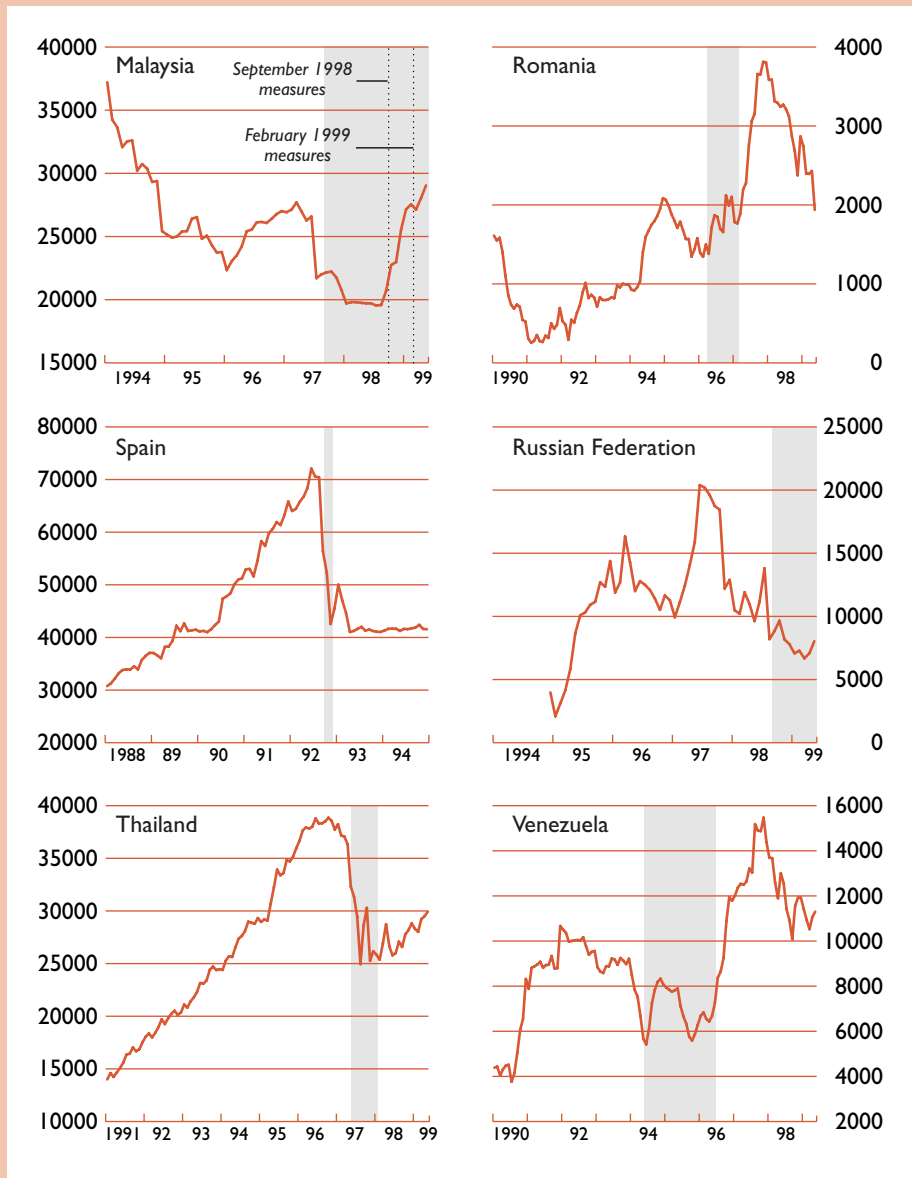 Malaysia
40000
35000
30000
25000
20000
15000
September 1998
measures
February 1999
measures
1994 95 96 97 98 99
Romania
4000
3000
2000
1000
0
1990 92 94 96 98
Spain
80000
70000
60000
50000
40000
30000
20000
1988 89 90 91 92 93 94
Russian Federation
25000
20000
15000
10000
5000
0
1994 95 96 97 98 99
Thailand
40000
35000
30000
25000
20000
15000
10000
1991 92 93 94 95 96 97 98 99
Venezuela
16000
14000
12000
10000
8000
6000
4000
2000
1990 92 94 96 98